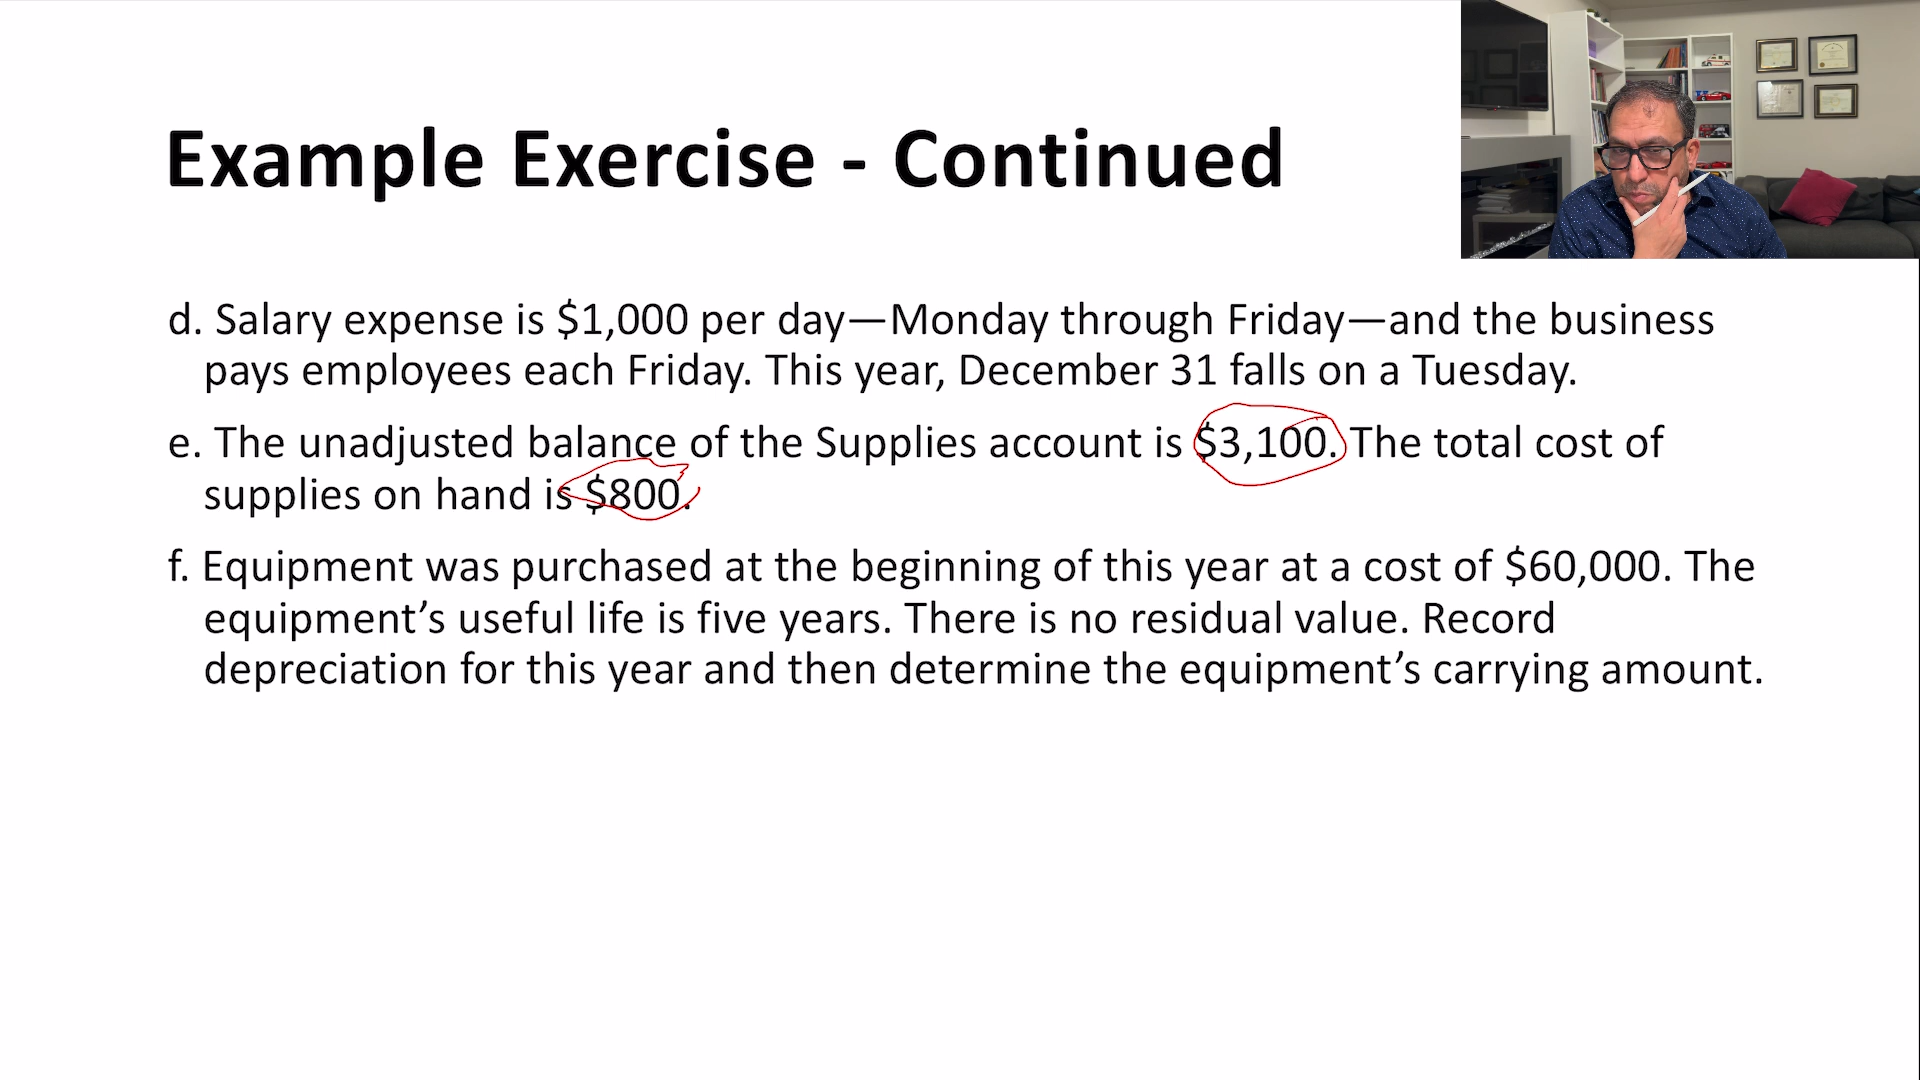 Example Exercise - Continued
d. Salary expense is $1,000 per day—Monday through Friday—and the business
pays employees each Friday. This year, December 31 falls on a Tuesday.
e. The unadjusted balance of the Supplies account is $3,100. The total cost of
supplies on hand is $800.
f. Equipment was purchased at the beginning of this year at a cost of $60,000. The
equipment’s useful life is five years. There is no residual value. Record
depreciation for this year and then determine the equipment’s carrying amount.